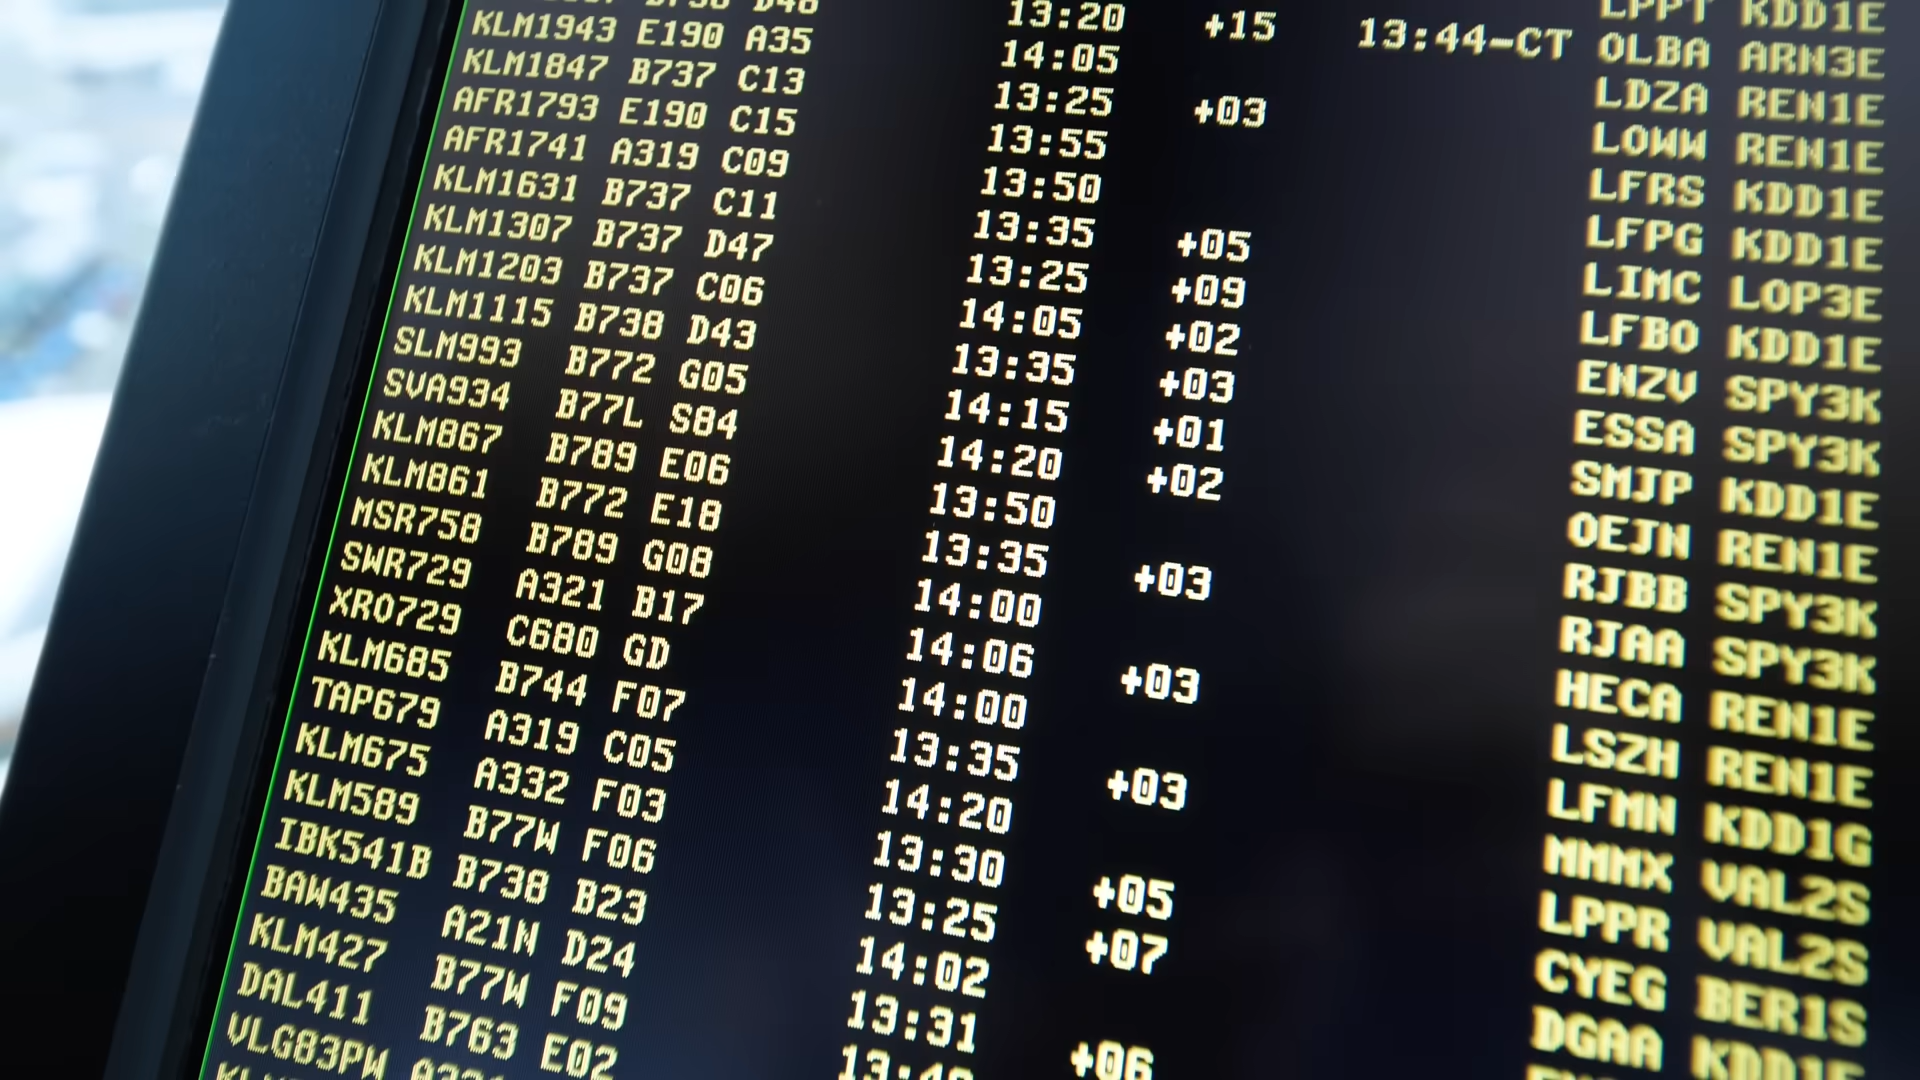 LPPT KDD1E
B738 D48 13:20 +15 13:44-CT OLBA ARN3E
KLM1943 E190 A35 14:05 LDZA REN1E
KLM1847 B737 C13 13:25 +03 LOWW REN1E
AFR1793 E190 C15 13:55 LFRS KDD1E
AFR1741 A319 C09 13:50 LFPG KDD1E
KLM1631 B737 C11 13:35 +05 LIMC LOP3E
KLM1307 B737 D47 13:25 +09 LFBO KDD1E
KLM1203 B737 C06 14:05 +02 ENZV SPY3K
KLM1115 B738 D43 13:35 +03 ESSA SPY3K
SLM993 B772 G05 14:15 +01 SMJP KDD1E
SVA934 B77L S84 14:20 +02 OEJN REN1E
KLM867 B789 E06 13:50 RJBB SPY3K
KLM861 B772 E18 13:35 +03 RJAA SPY3K
MSR758 B789 G08 14:00 HECA REN1E
SWR729 A321 B17 14:06 +03 LSZH REN1E
XRO729 C680 GD 14:00 LFMN KDD1G
KLM685 B744 F07 13:35 +03 MMMX VAL2S
TAP679 A319 C05 14:20 LPPR VAL2S
KLM675 A332 F03 13:30 +05 CYEG BER1S
KLM589 B77W F06 13:25 +07 DGAA KDD1E
IBK541B B738 B23 14:02
BAW435 A21N D24 13:31 +06
KLM427 B77W F09
DAL411 B763 E02
VLG83PW